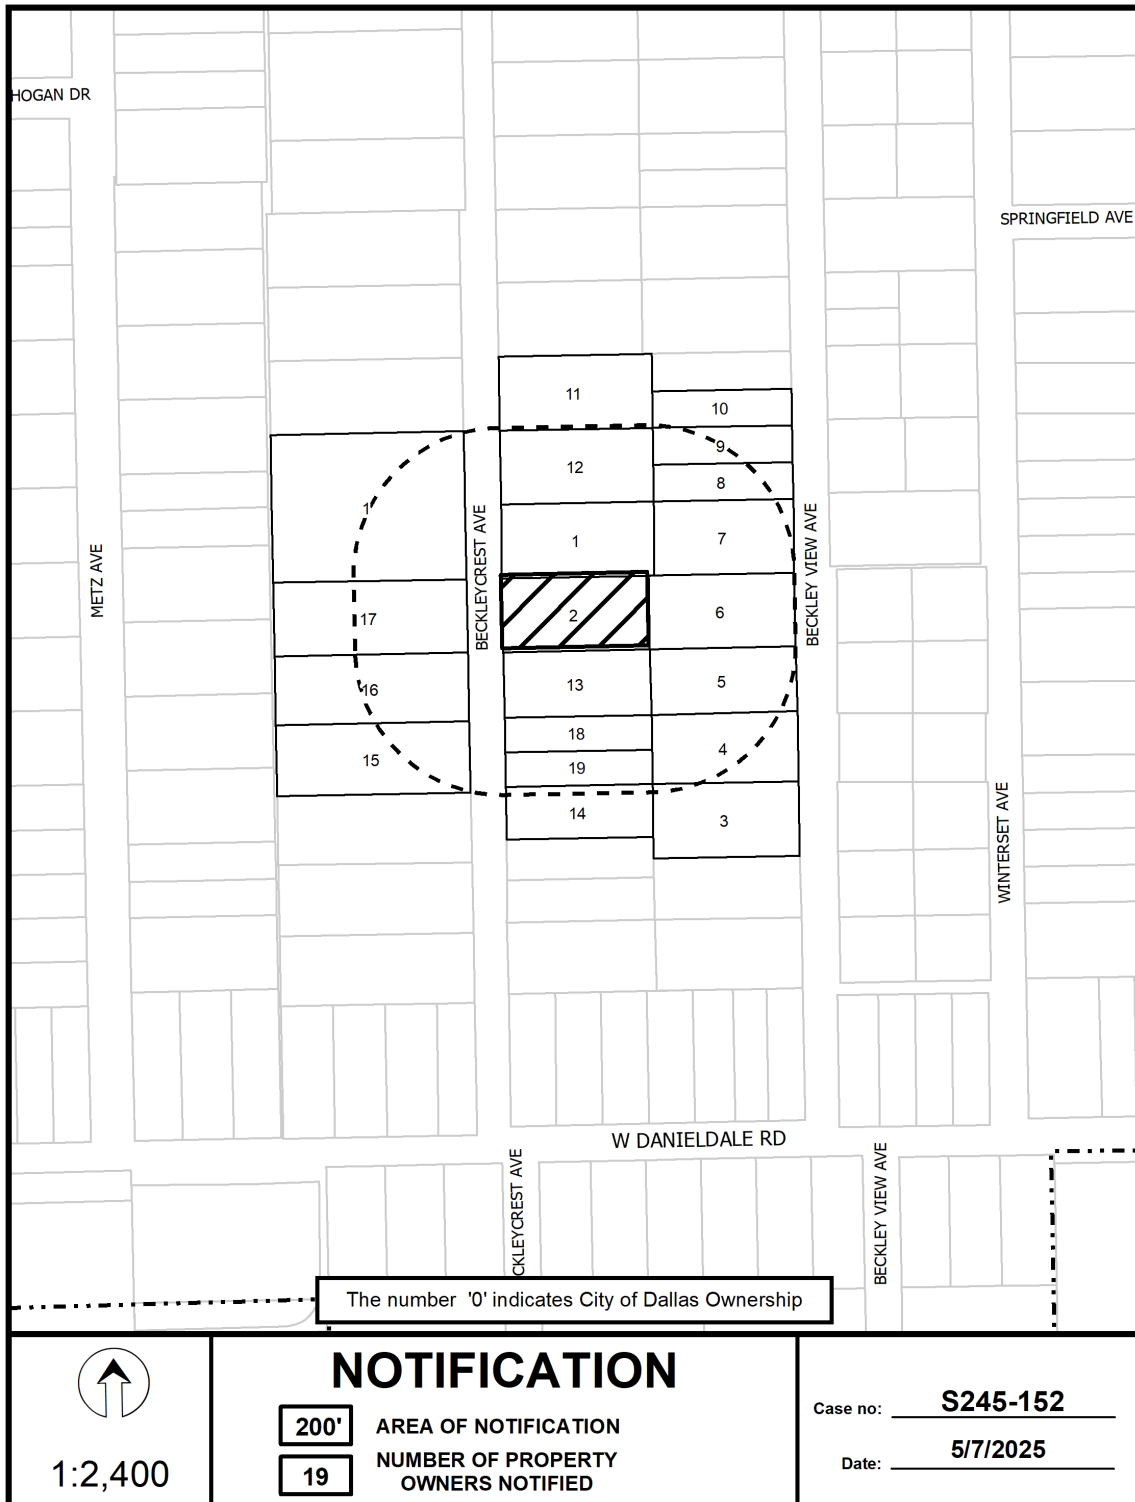 HOGAN DR
SPRINGFIELD AVE
11
10
9
12
8
1
1
7
METZ AVE
BECKLEYCREST AVE
BECKLEY VIEW AVE
17
2
6
16
13
5
18
4
15
19
14
3
WINTERSET AVE
W DANIELDALE RD
CKLEYCREST AVE
BECKLEY VIEW AVE
The number '0' indicates City of Dallas Ownership
1:2,400
NOTIFICATION
200' AREA OF NOTIFICATION
19 NUMBER OF PROPERTY
OWNERS NOTIFIED
Case no: S245-152
Date: 5/7/2025